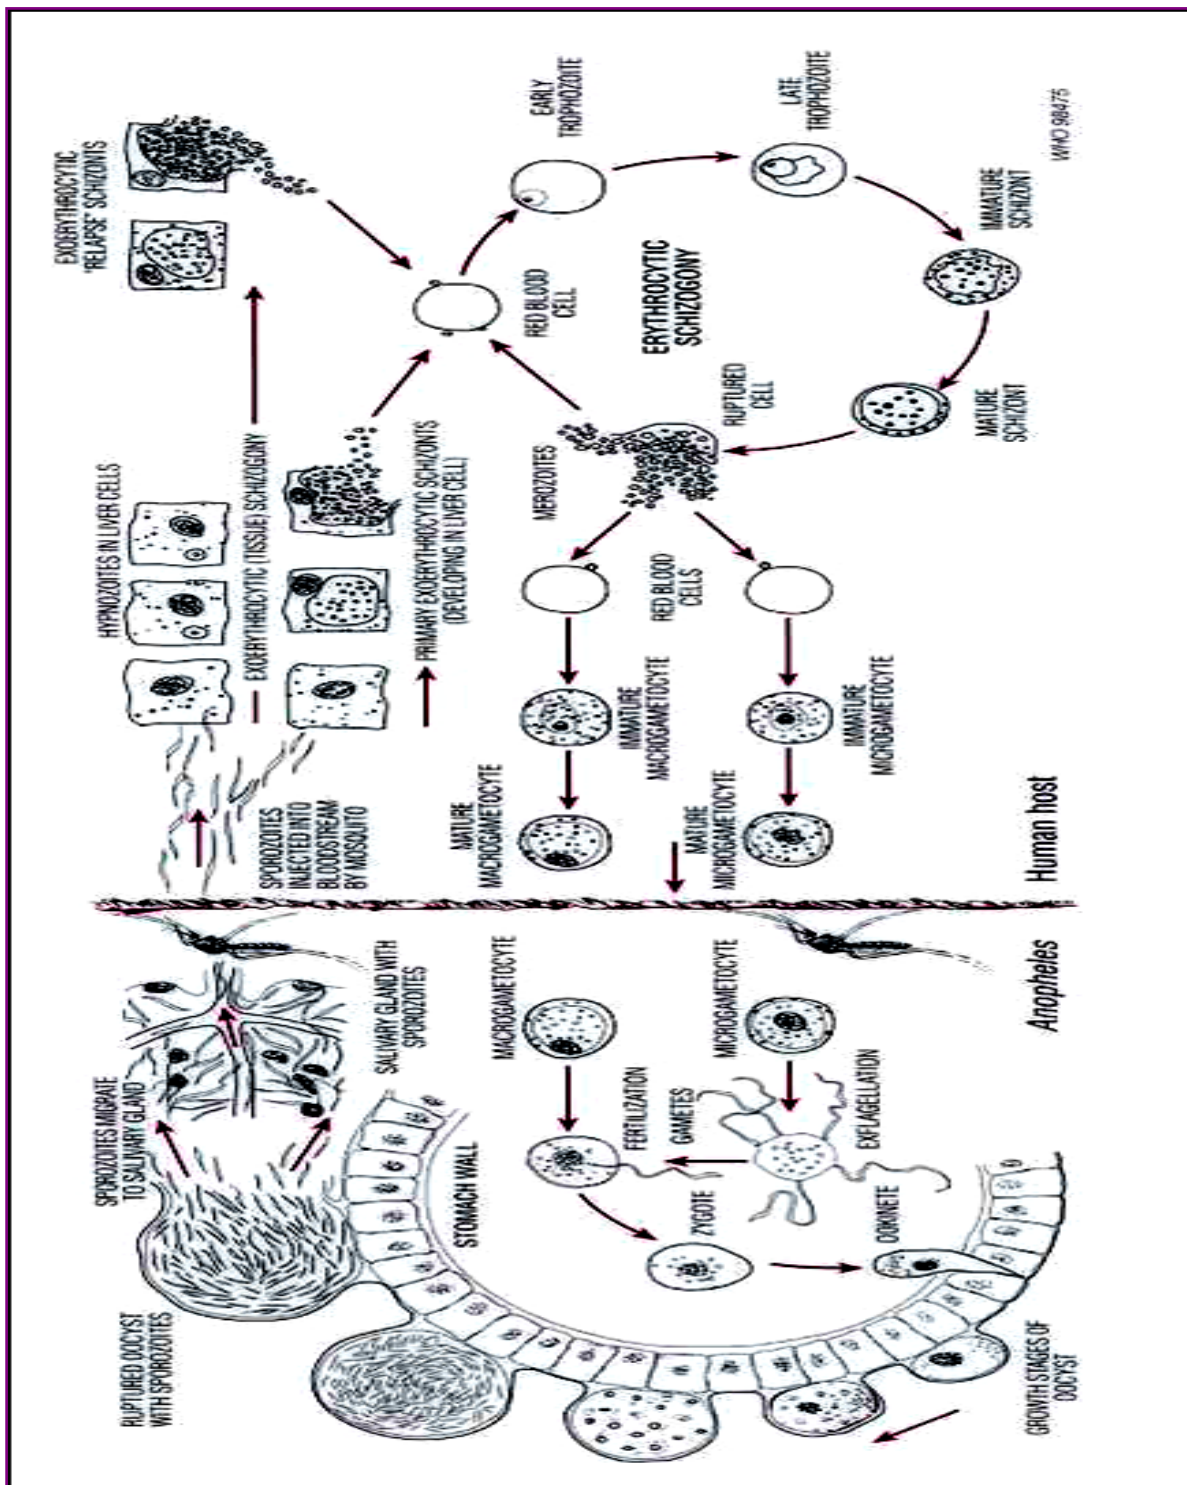 RUPTURED OOCYST
WITH SPOROZOITES
SPOROZOITES MIGRATE
TO SALIVARY GLAND
HYPNOZOITES IN LIVER CELLS
EXOERYTHROCYTIC
"RELAPSE" SCHIZONTS
EXOERYTHROCYTIC (TISSUE) SCHIZOGONY
SPOROZOITES
INJECTED INTO
BLOODSTREAM
BY MOSQUITO
SALIVARY GLAND WITH
SPOROZOITES
PRIMARY EXOERYTHROCYTIC SCHIZONTS
(DEVELOPING IN LIVER CELL)
STOMACH WALL
MACROGAMETOCYTE
MATURE
MACROGAMETOCYTE
MEROZOITES
RED BLOOD
CELL
EARLY
TROPHOZOITE
FERTILIZATION
GAMETES
IMMATURE
MACROGAMETOCYTE
RED BLOOD
CELLS
ERYTHROCYTIC
SCHIZOGONY
ZYGOTE
MICROGAMETOCYTE
MATURE
MICROGAMETOCYTE
RUPTURED
CELL
LATE
TROPHOZOITE
EXFLAGELLATION
OOKINETE
IMMATURE
MICROGAMETOCYTE
MATURE
SCHIZONT
IMMATURE
SCHIZONT
GROWTH STAGES OF
OOCYST
Anopheles
Human host
WHO 98475